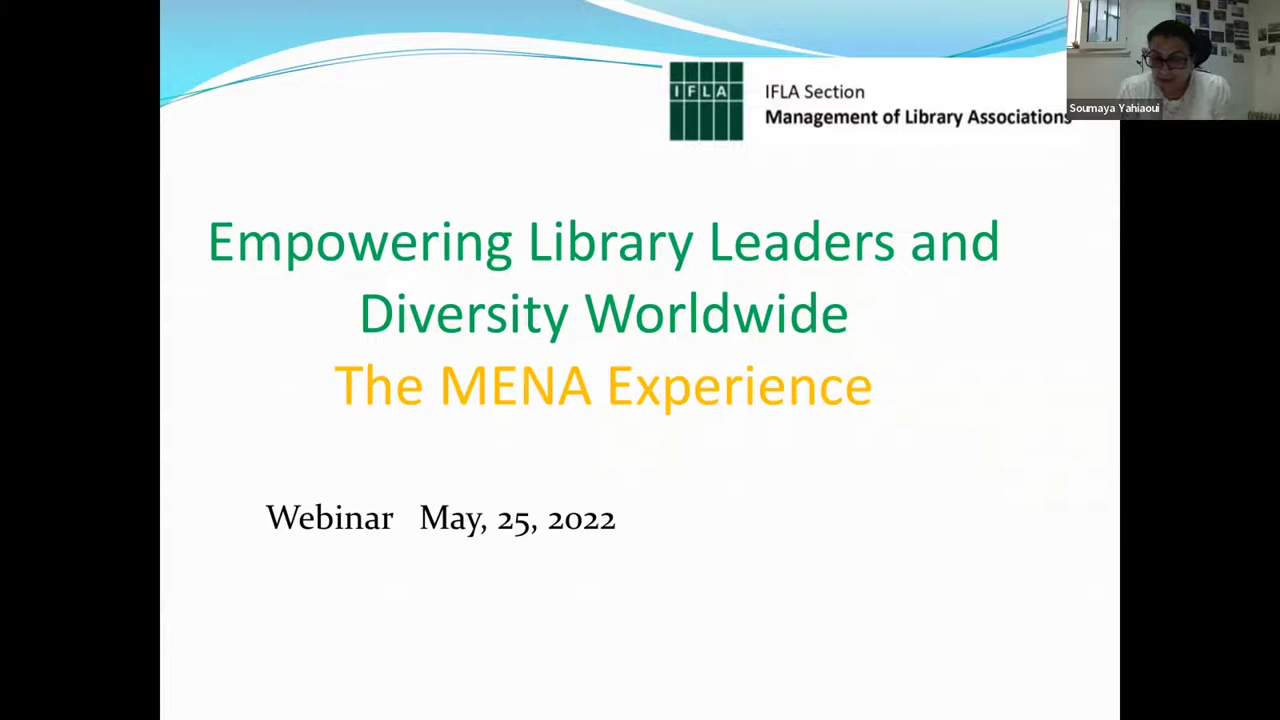 IFLA
IFLA Section
Management of Library Associations
Soumaya Yahiaoui
Empowering Library Leaders and
Diversity Worldwide
The MENA Experience
Webinar May, 25, 2022